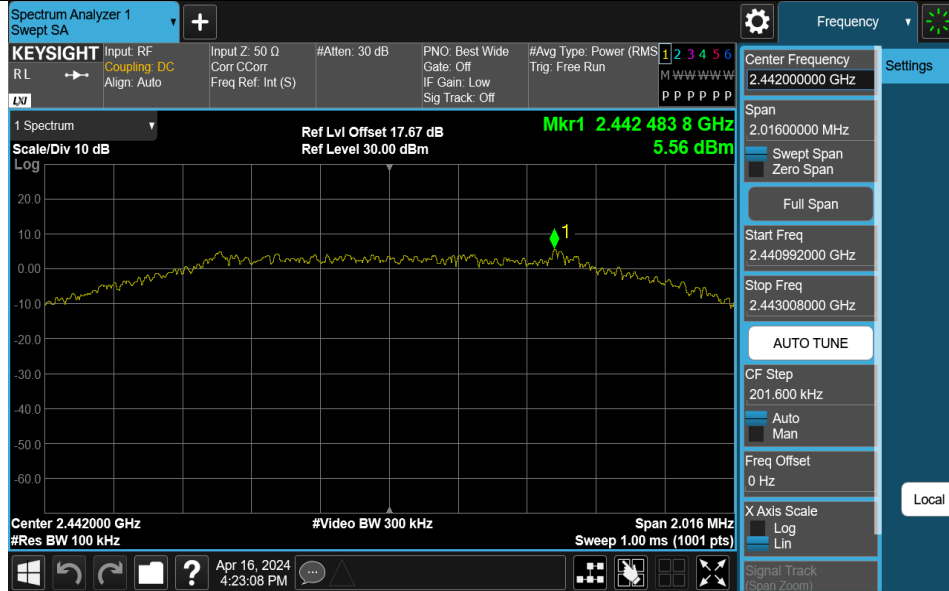 Spectrum Analyzer 1
Swept SA
+
Frequency
KEYSIGHT
RL
LXI
Input: RF
Coupling: DC
Align: Auto
Input Z: 50 Ω
Corr CCorr
Freq Ref: Int (S)
#Atten: 30 dB
PNO: Best Wide
Gate: Off
IF Gain: Low
Sig Track: Off
#Avg Type: Power (RMS
Trig: Free Run
1 2 3 4 5 6
M W W W W W
P P P P P P
1 Spectrum
Scale/Div 10 dB
Log
Ref Lvl Offset 17.67 dB
Ref Level 30.00 dBm
Mkr1 2.442 483 8 GHz
5.56 dBm
20.0
10.0
0.00
-10.0
-20.0
-30.0
-40.0
-50.0
-60.0
1
Center 2.442000 GHz
#Res BW 100 kHz
#Video BW 300 kHz
Span 2.016 MHz
Sweep 1.00 ms (1001 pts)
Center Frequency
2.442000000 GHz
Span
2.01600000 MHz
Swept Span
Zero Span
Full Span
Start Freq
2.440992000 GHz
Stop Freq
2.443008000 GHz
AUTO TUNE
CF Step
201.600 kHz
Auto
Man
Freq Offset
0 Hz
X Axis Scale
Log
Lin
Signal Track
(Span Zoom)
Settings
Local
?
Apr 16, 2024
4:23:08 PM